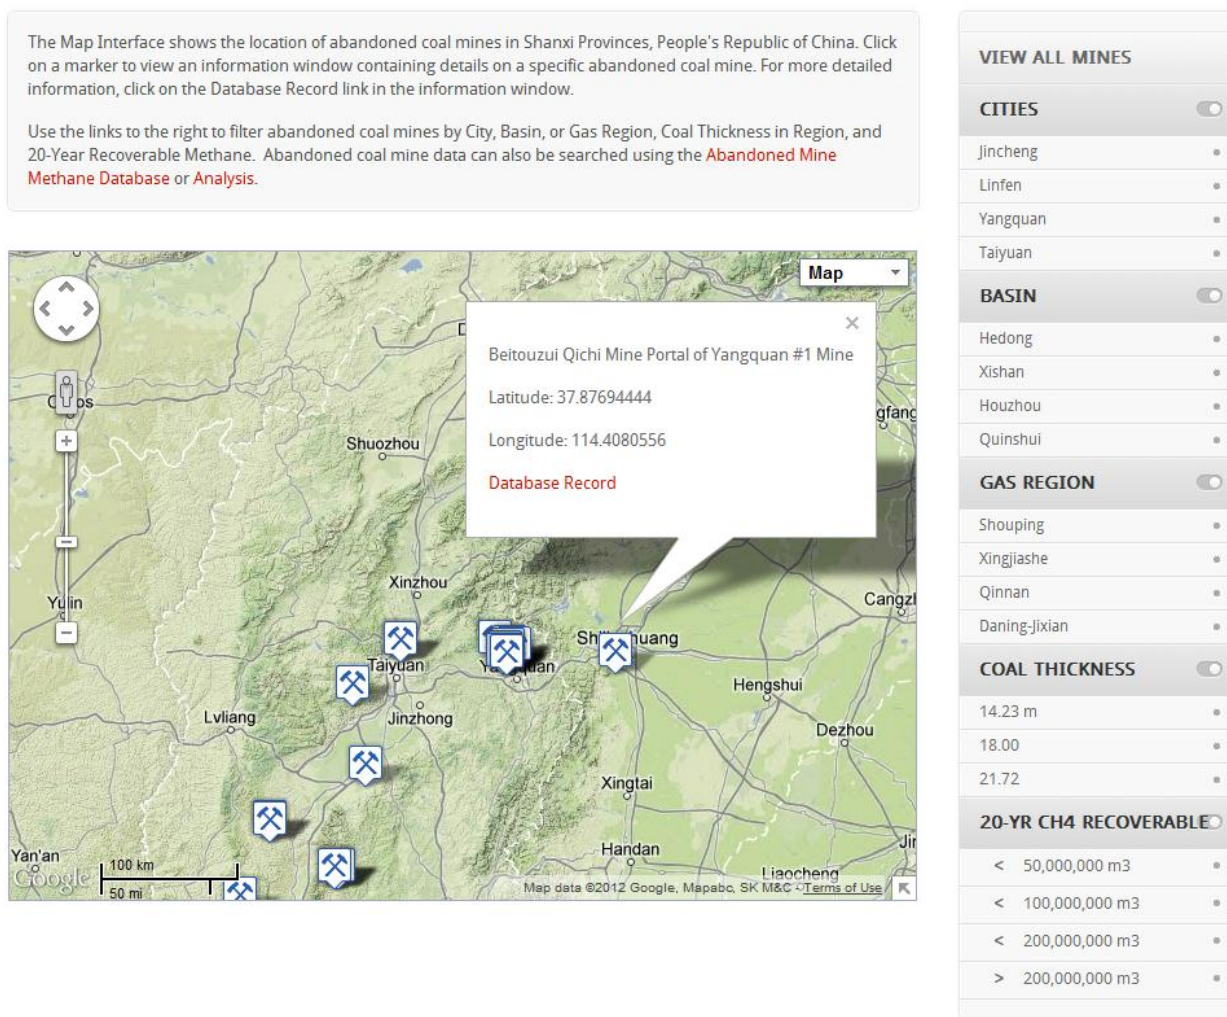 The Map Interface shows the location of abandoned coal mines in Shanxi Provinces, People's Republic of China. Click
on a marker to view an information window containing details on a specific abandoned coal mine. For more detailed
information, click on the Database Record link in the information window.
Use the links to the right to filter abandoned coal mines by City, Basin, or Gas Region, Coal Thickness in Region, and
20-Year Recoverable Methane. Abandoned coal mine data can also be searched using the Abandoned Mine
Methane Database or Analysis.
Map
Beitouzui Qichi Mine Portal of Yangquan #1 Mine
Latitude: 37.87694444
Longitude: 114.4080556
Database Record
Shuozhou
Xinzhou
Yulin
Taiyuan
Hengshui
Lvliang
Jinzhong
Dezhou
Xingtai
Handan
Yan'an
Liaocheng
Google
100 km
50 mi
Map data ©2012 Google, Mapabc, SK M&C - Terms of Use
VIEW ALL MINES
CITIES
Jincheng
Linfen
Yangquan
Taiyuan
BASIN
Hedong
Xishan
Houzhou
Quinshui
GAS REGION
Shouping
Xingjiashe
Qinnan
Daning-Jixian
COAL THICKNESS
14.23 m
18.00
21.72
20-YR CH4 RECOVERABLE
< 50,000,000 m3
< 100,000,000 m3
< 200,000,000 m3
> 200,000,000 m3